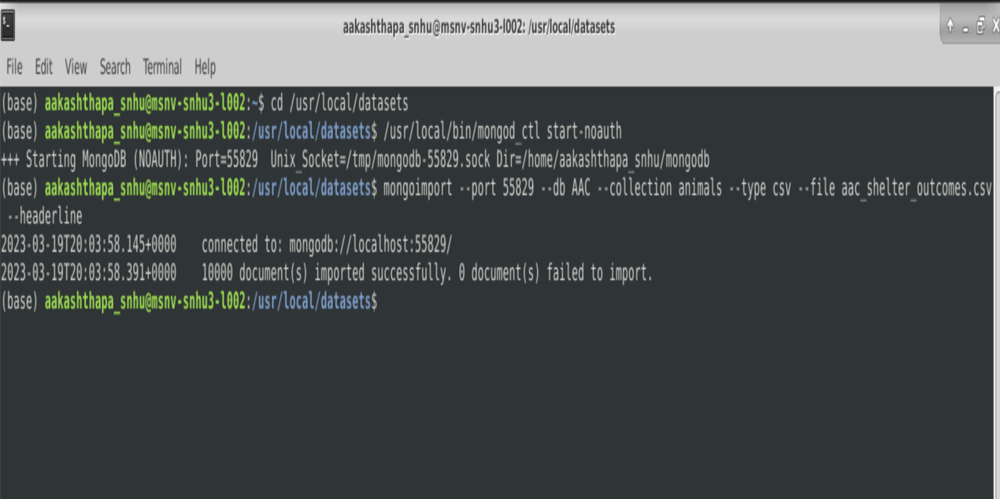 aakashthapa_snhu@msnv-snhu3-l002: /usr/local/datasets
File Edit View Search Terminal Help
(base) aakashthapa_snhu@msnv-snhu3-l002:~$ cd /usr/local/datasets
(base) aakashthapa_snhu@msnv-snhu3-l002:/usr/local/datasets$ /usr/local/bin/mongod_ctl start-noauth
+++ Starting MongoDB (NOAUTH): Port=55829  Unix_Socket=/tmp/mongodb-55829.sock Dir=/home/aakashthapa_snhu/mongodb
(base) aakashthapa_snhu@msnv-snhu3-l002:/usr/local/datasets$ mongoimport --port 55829 --db AAC --collection animals --type csv --file aac_shelter_outcomes.csv
--headerline
2023-03-19T20:03:58.145+0000    connected to: mongodb://localhost:55829/
2023-03-19T20:03:58.391+0000    10000 document(s) imported successfully. 0 document(s) failed to import.
(base) aakashthapa_snhu@msnv-snhu3-l002:/usr/local/datasets$